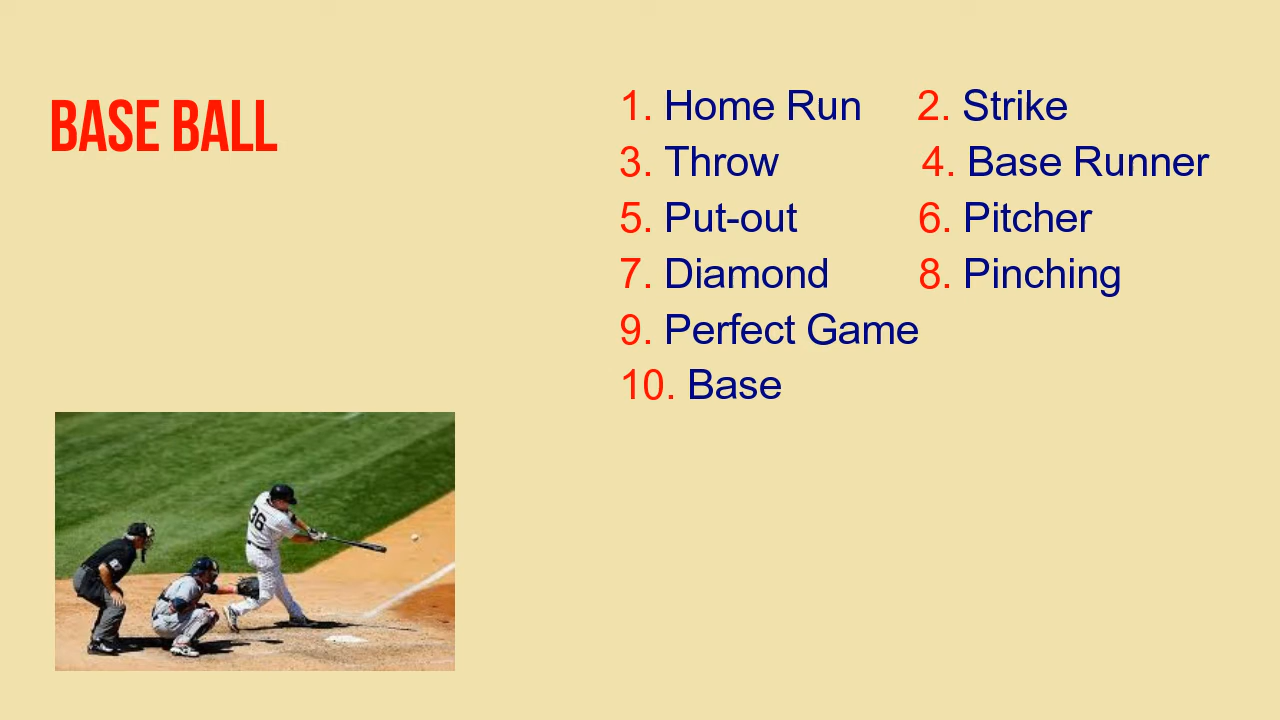 BASE BALL
1. Home Run 2. Strike
3. Throw 4. Base Runner
5. Put-out 6. Pitcher
7. Diamond 8. Pinching
9. Perfect Game
10. Base
36